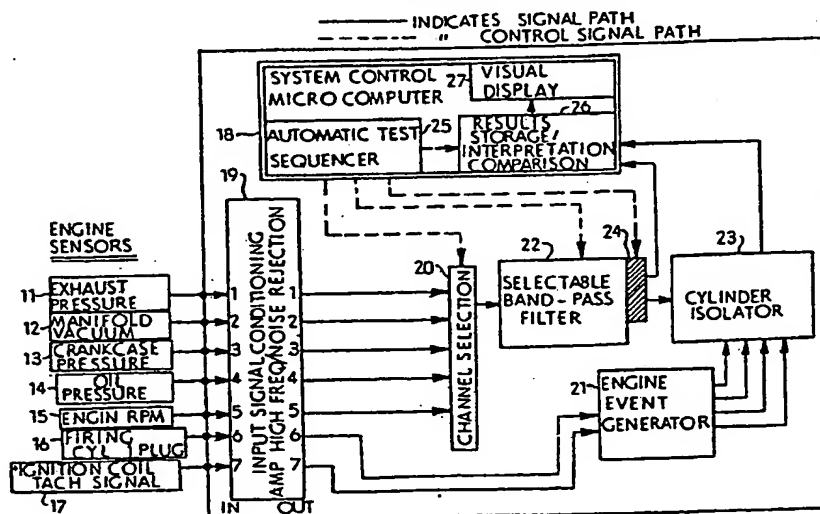 INDICATES SIGNAL PATH
" CONTROL SIGNAL PATH
SYSTEM CONTROL
MICRO COMPUTER
27
VISUAL
DISPLAY
26
18
AUTOMATIC TEST
SEQUENCER
25
RESULTS
STORAGE/
INTERPRETATION
COMPARISON
19
ENGINE
SENSORS
11
EXHAUST
PRESSURE
12
MANIFOLD
VACUUM
13
CRANKCASE
PRESSURE
14
OIL
PRESSURE
15
ENGIN RPM
16
FIRING
CYL 1 PLUG
IGNITION COIL
TACH SIGNAL
17
1
2
3
4
5
6
7
INPUT SIGNAL CONDITIONING
AMP HIGH FREQ/NOISE REJECTION
1
2
3
4
5
6
7
IN
OUT
20
CHANNEL SELECTION
22
SELECTABLE
BAND-PASS
FILTER
24
23
CYLINDER
ISOLATOR
21
ENGINE
EVENT
GENERATOR